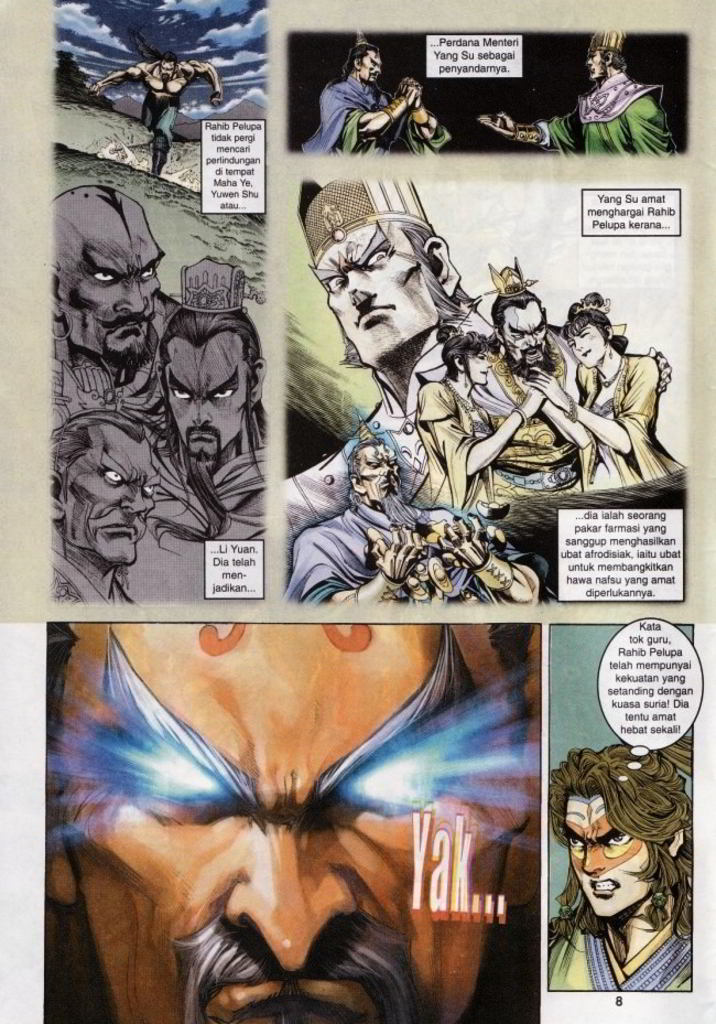 Rahib Pelupa
tidak pergi
mencari
perlindungan
di tempat
Maha Ye,
Yuwen Shu
atau...
...Li Yuan.
Dia telah
men-
jadikan...
...Perdana Menteri
Yang Su sebagai
penyandarnya.
Yang Su amat
menghargai Rahib
Pelupa kerana...
...dia ialah seorang
pakar farmasi yang
sanggup menghasilkan
ubat afrodisiak, iaitu ubat
untuk membangkitkan
hawa nafsu yang amat
diperlukannya.
Yak...
Kata
tok guru,
Rahib Pelupa
telah mempunyai
kekuatan yang
setanding dengan
kuasa suria! Dia
tentu amat
hebat sekali!
8